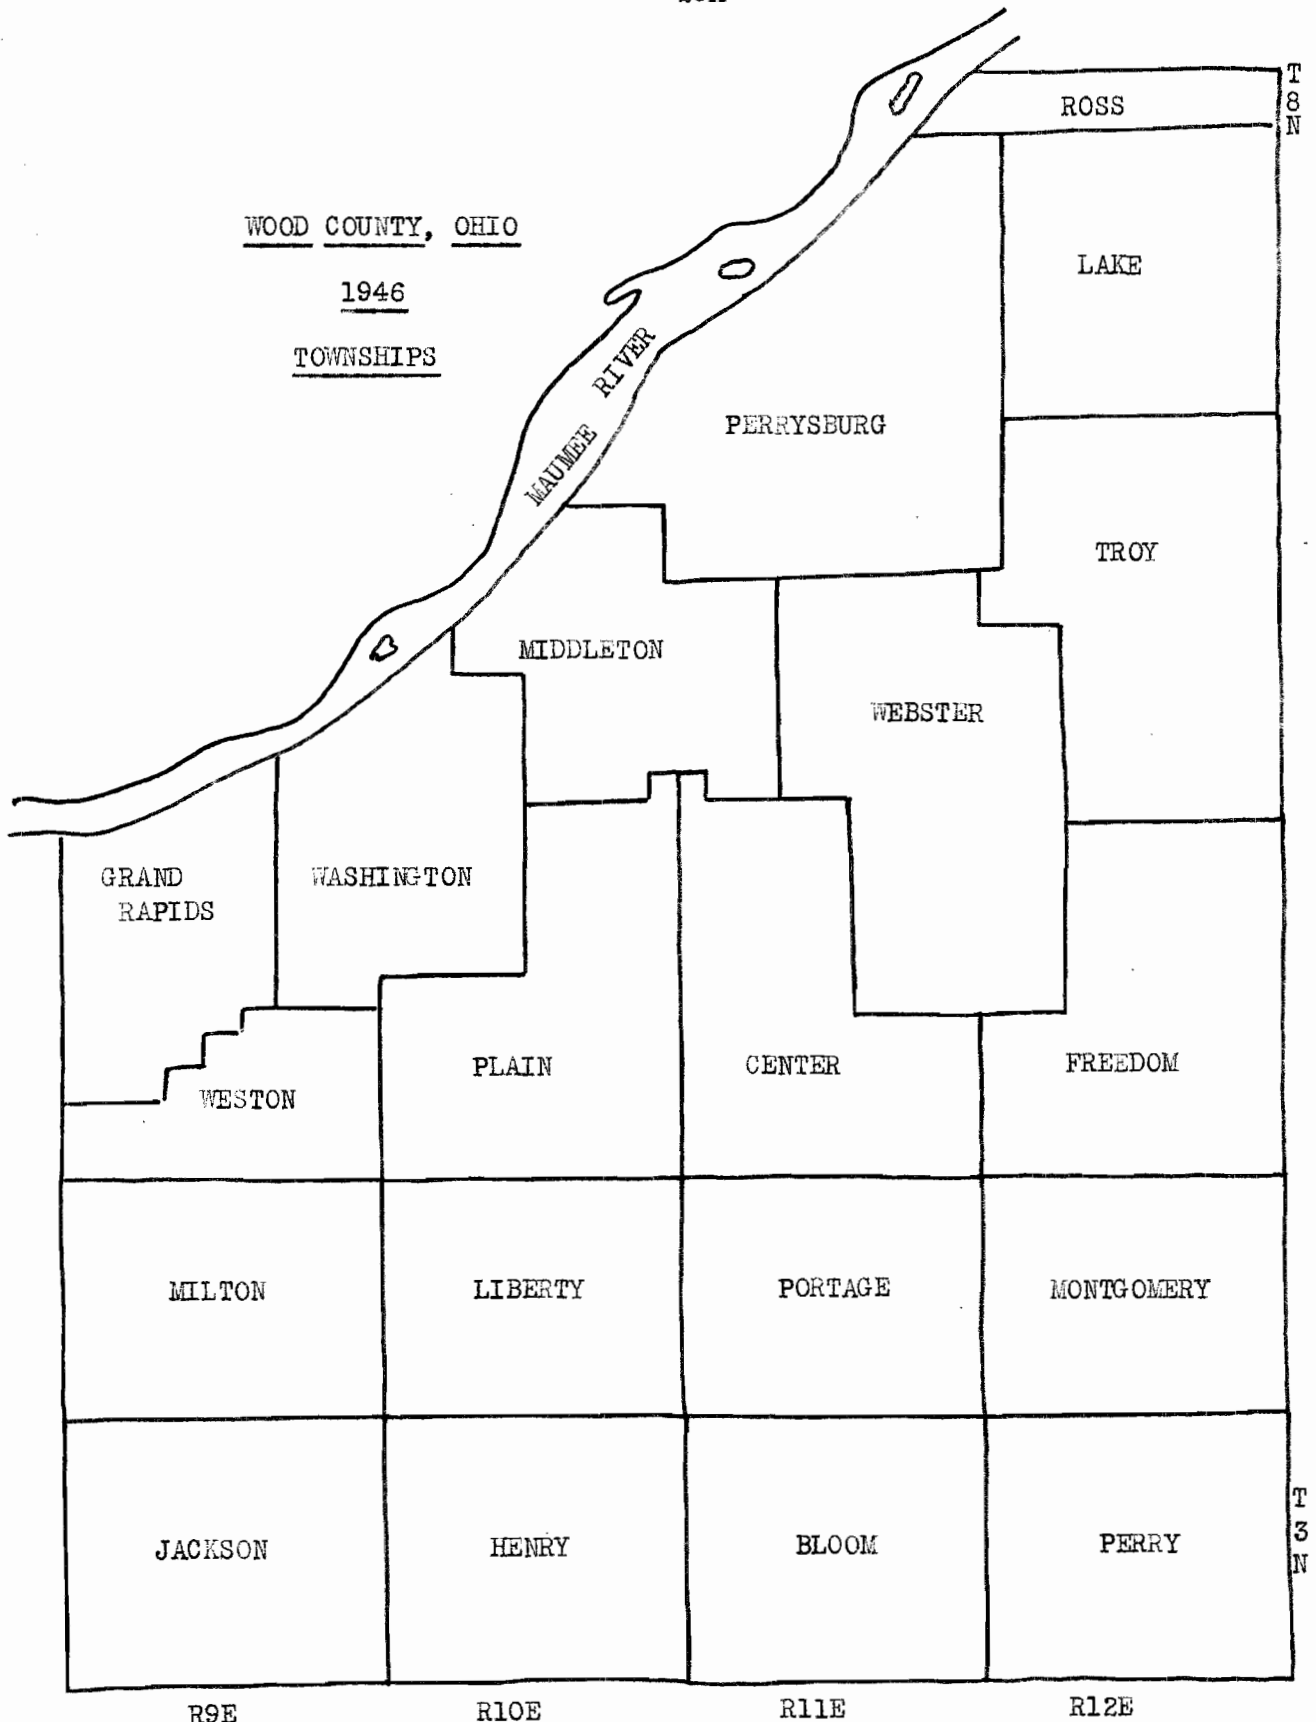 T
8
N
ROSS
WOOD COUNTY, OHIO
1946
TOWNSHIPS
LAKE
MAUMEE RIVER
PERRYSBURG
TROY
MIDDLETON
WEBSTER
GRAND
RAPIDS
WASHINGTON
WESTON
PLAIN
CENTER
FREEDOM
MILTON
LIBERTY
PORTAGE
MONTGOMERY
JACKSON
HENRY
BLOOM
PERRY
T
3
N
R9E
R10E
R11E
R12E